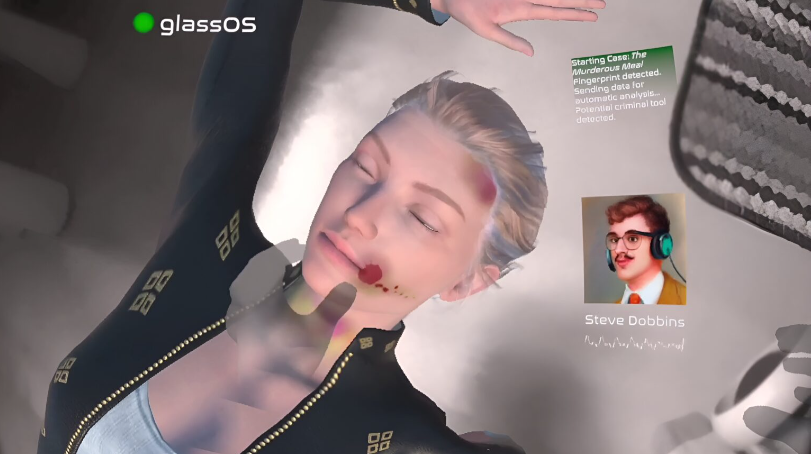 glassOS
Starting Case: The
Murderous Meal
Fingerprint detected.
Sending data for
automatic analysis...
Potential criminal tool
detected.
Steve Dobbins